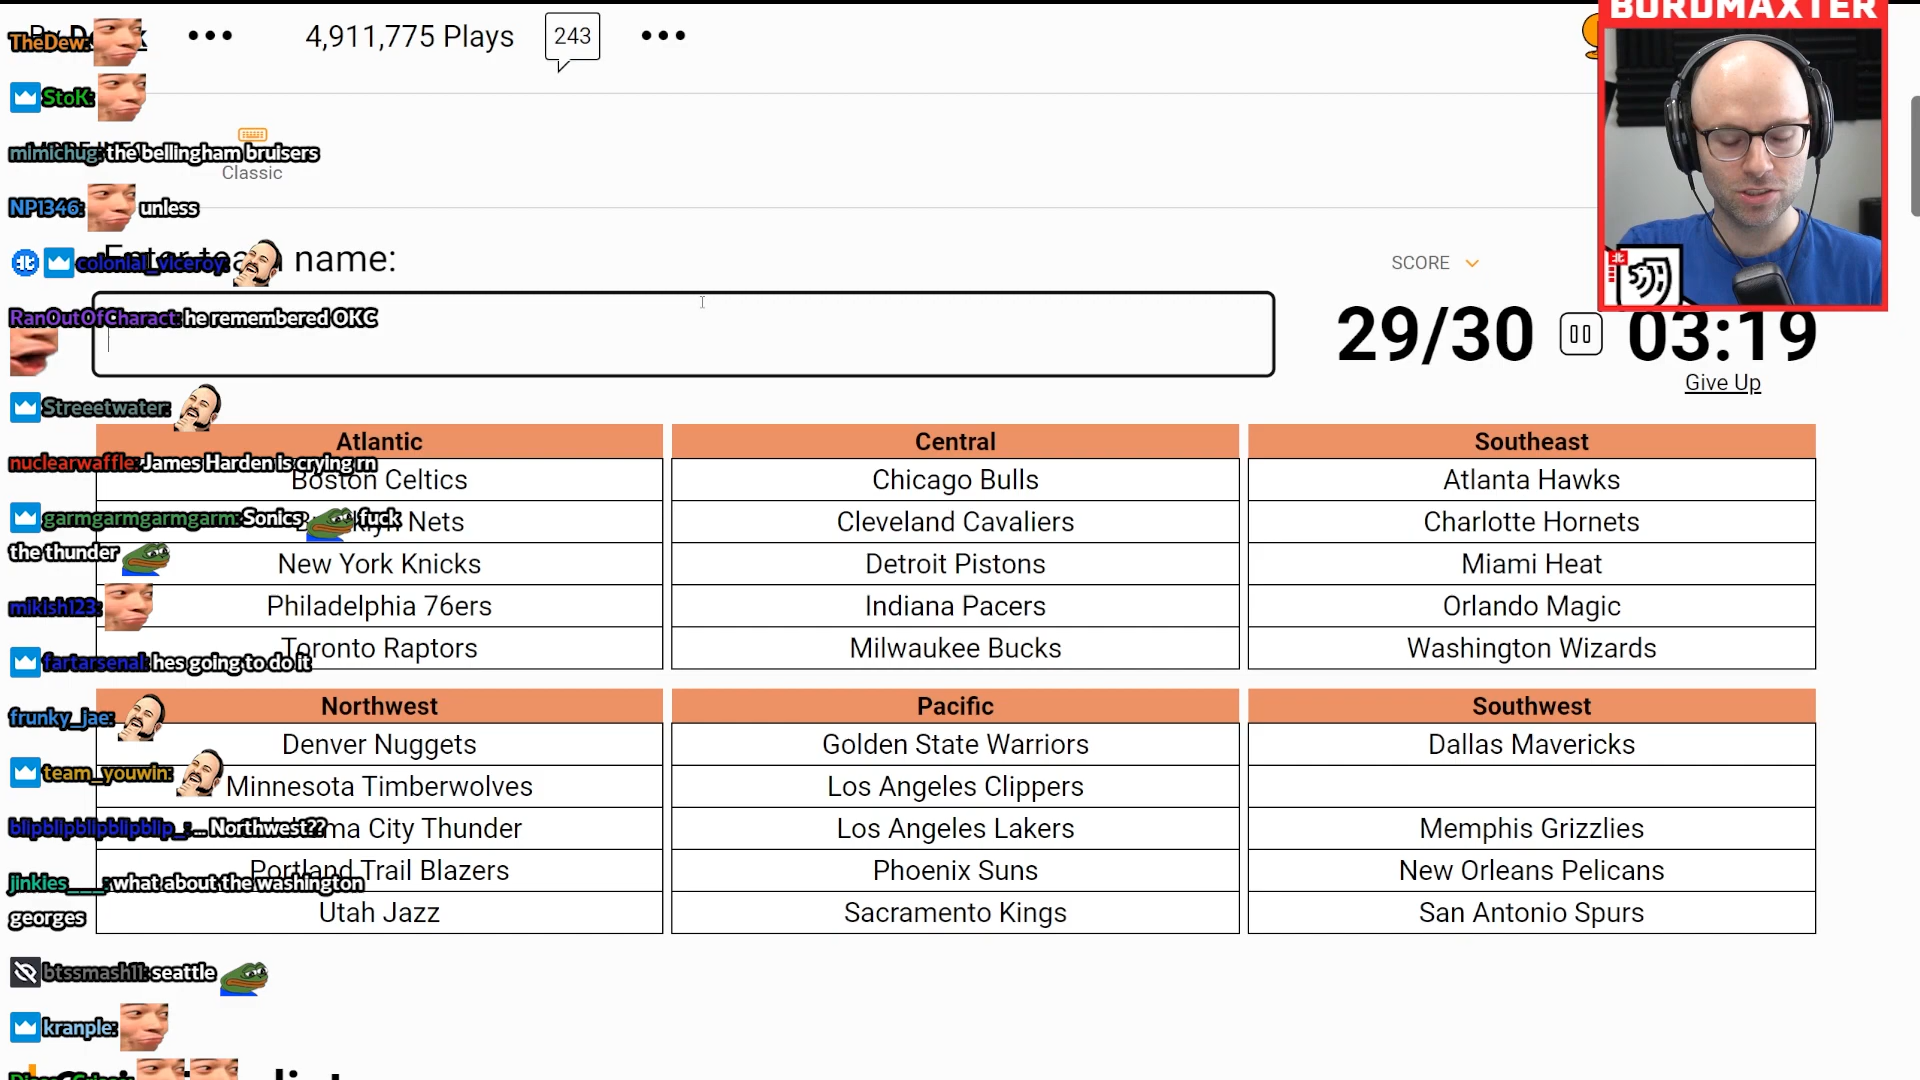 BURDMAXTER
4,911,775 Plays
243
TheDew:
StoK:
Classic
mimichug: the bellingham bruisers
NP1346: unless
name:
colonial_viceroy:
SCORE
RanOutOfCharact: he remembered OKC
29/30
03:19
Give Up
Streeetwater:
nuclearwaffle: James Harden is crying rn
garmgarmgarmgarm: Sonics fuck
the thunder
mikish123:
fartarsenal: hes going to do it
frunky_jae:
team_youwin:
blipblipblipblipblip_: ... Northwest??
jinkies___: what about the washington
georges
btssmash11: seattle
kranple:
Atlantic
Boston Celtics
Nets
New York Knicks
Philadelphia 76ers
Toronto Raptors
Central
Chicago Bulls
Cleveland Cavaliers
Detroit Pistons
Indiana Pacers
Milwaukee Bucks
Southeast
Atlanta Hawks
Charlotte Hornets
Miami Heat
Orlando Magic
Washington Wizards
Northwest
Denver Nuggets
Minnesota Timberwolves
City Thunder
Portland Trail Blazers
Utah Jazz
Pacific
Golden State Warriors
Los Angeles Clippers
Los Angeles Lakers
Phoenix Suns
Sacramento Kings
Southwest
Dallas Mavericks
Memphis Grizzlies
New Orleans Pelicans
San Antonio Spurs